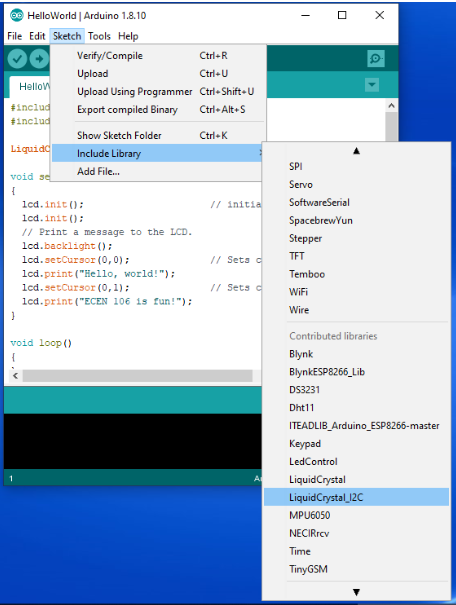 HelloWorld | Arduino 1.8.10
File Edit Sketch Tools Help
Verify/Compile Ctrl+R
Upload Ctrl+U
Upload Using Programmer Ctrl+Shift+U
Export compiled Binary Ctrl+Alt+S
Show Sketch Folder Ctrl+K
Include Library
Add File...
HelloW
#includ
#includ
LiquidC
void se
{
lcd.init(); // initia
lcd.init();
// Print a message to the LCD.
lcd.backlight();
lcd.setCursor(0,0); // Sets c
lcd.print("Hello, world!");
lcd.setCursor(0,1); // Sets c
lcd.print("ECEN 106 is fun!");
}
void loop()
{
1
SPI
Servo
SoftwareSerial
SpacebrewYun
Stepper
TFT
Temboo
WiFi
Wire
Contributed libraries
Blynk
BlynkESP8266_Lib
DS3231
Dht11
ITEADLIB_Arduino_ESP8266-master
Keypad
LedControl
LiquidCrystal
LiquidCrystal_I2C
MPU6050
NECIRrcv
Time
TinyGSM